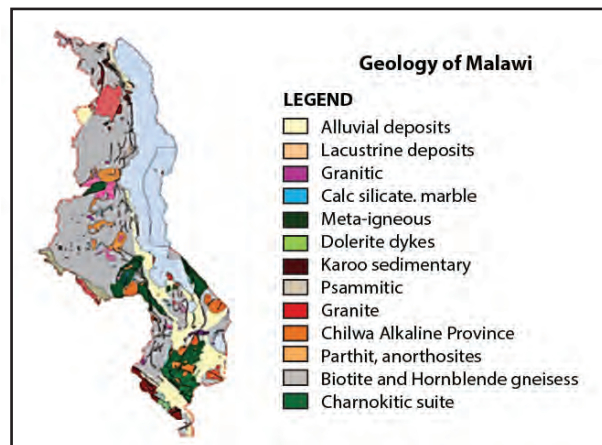 Geology of Malawi
LEGEND
Alluvial deposits
Lacustrine deposits
Granitic
Calc silicate. marble
Meta-igneous
Dolerite dykes
Karoo sedimentary
Psammitic
Granite
Chilwa Alkaline Province
Parthit, anorthosites
Biotite and Hornblende gneisess
Charnokitic suite